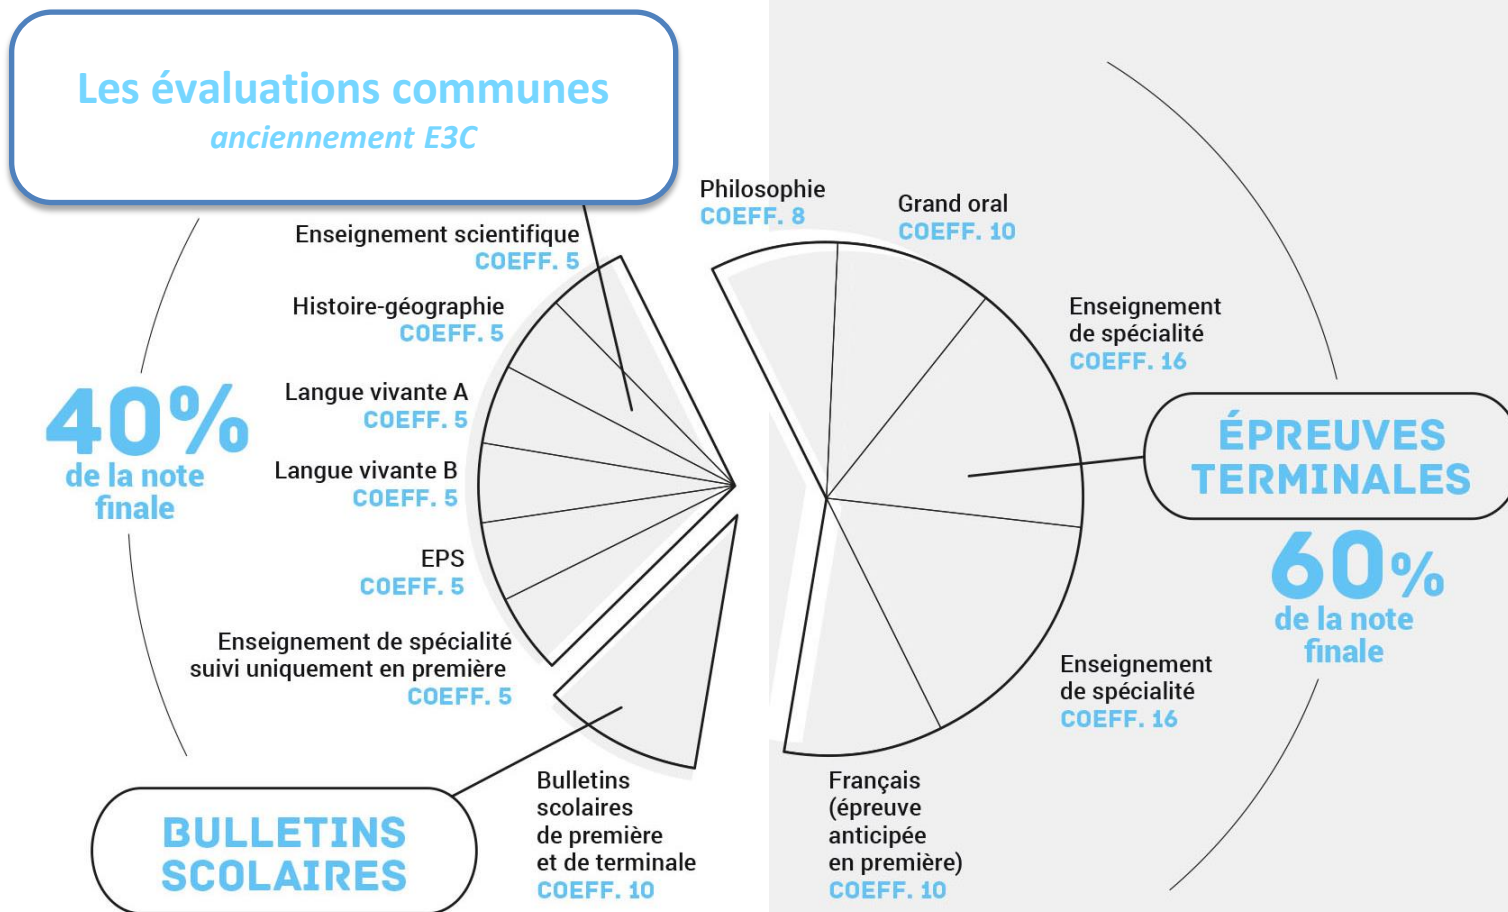 Les évaluations communes
anciennement E3C
Philosophie
COEFF. 8
Grand oral
COEFF. 10
Enseignement scientifique
COEFF. 5
Histoire-géographie
COEFF. 5
Langue vivante A
COEFF. 5
Langue vivante B
COEFF. 5
EPS
COEFF. 5
Enseignement de spécialité
suivi uniquement en première
COEFF. 5
40%
de la note
finale
Enseignement
de spécialité
COEFF. 16
ÉPREUVES
TERMINALES
60%
de la note
finale
Enseignement
de spécialité
COEFF. 16
BULLETINS
SCOLAIRES
Bulletins
scolaires
de première
et de terminale
COEFF. 10
Français
(épreuve
anticipée
en première)
COEFF. 10